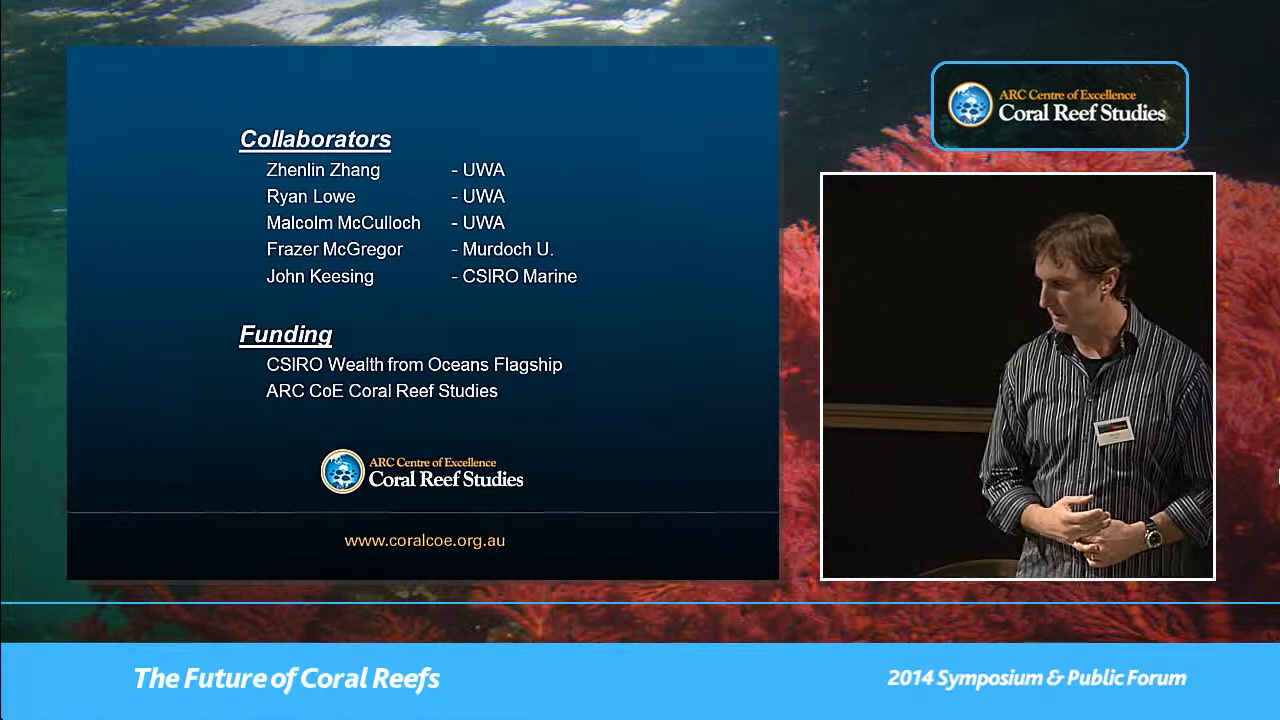 Collaborators
Zhenlin Zhang - UWA
Ryan Lowe - UWA
Malcolm McCulloch - UWA
Frazer McGregor - Murdoch U.
John Keesing - CSIRO Marine
Funding
CSIRO Wealth from Oceans Flagship
ARC CoE Coral Reef Studies
ARC Centre of Excellence
Coral Reef Studies
www.coralcoe.org.au
ARC Centre of Excellence
Coral Reef Studies
The Future of Coral Reefs
2014 Symposium & Public Forum